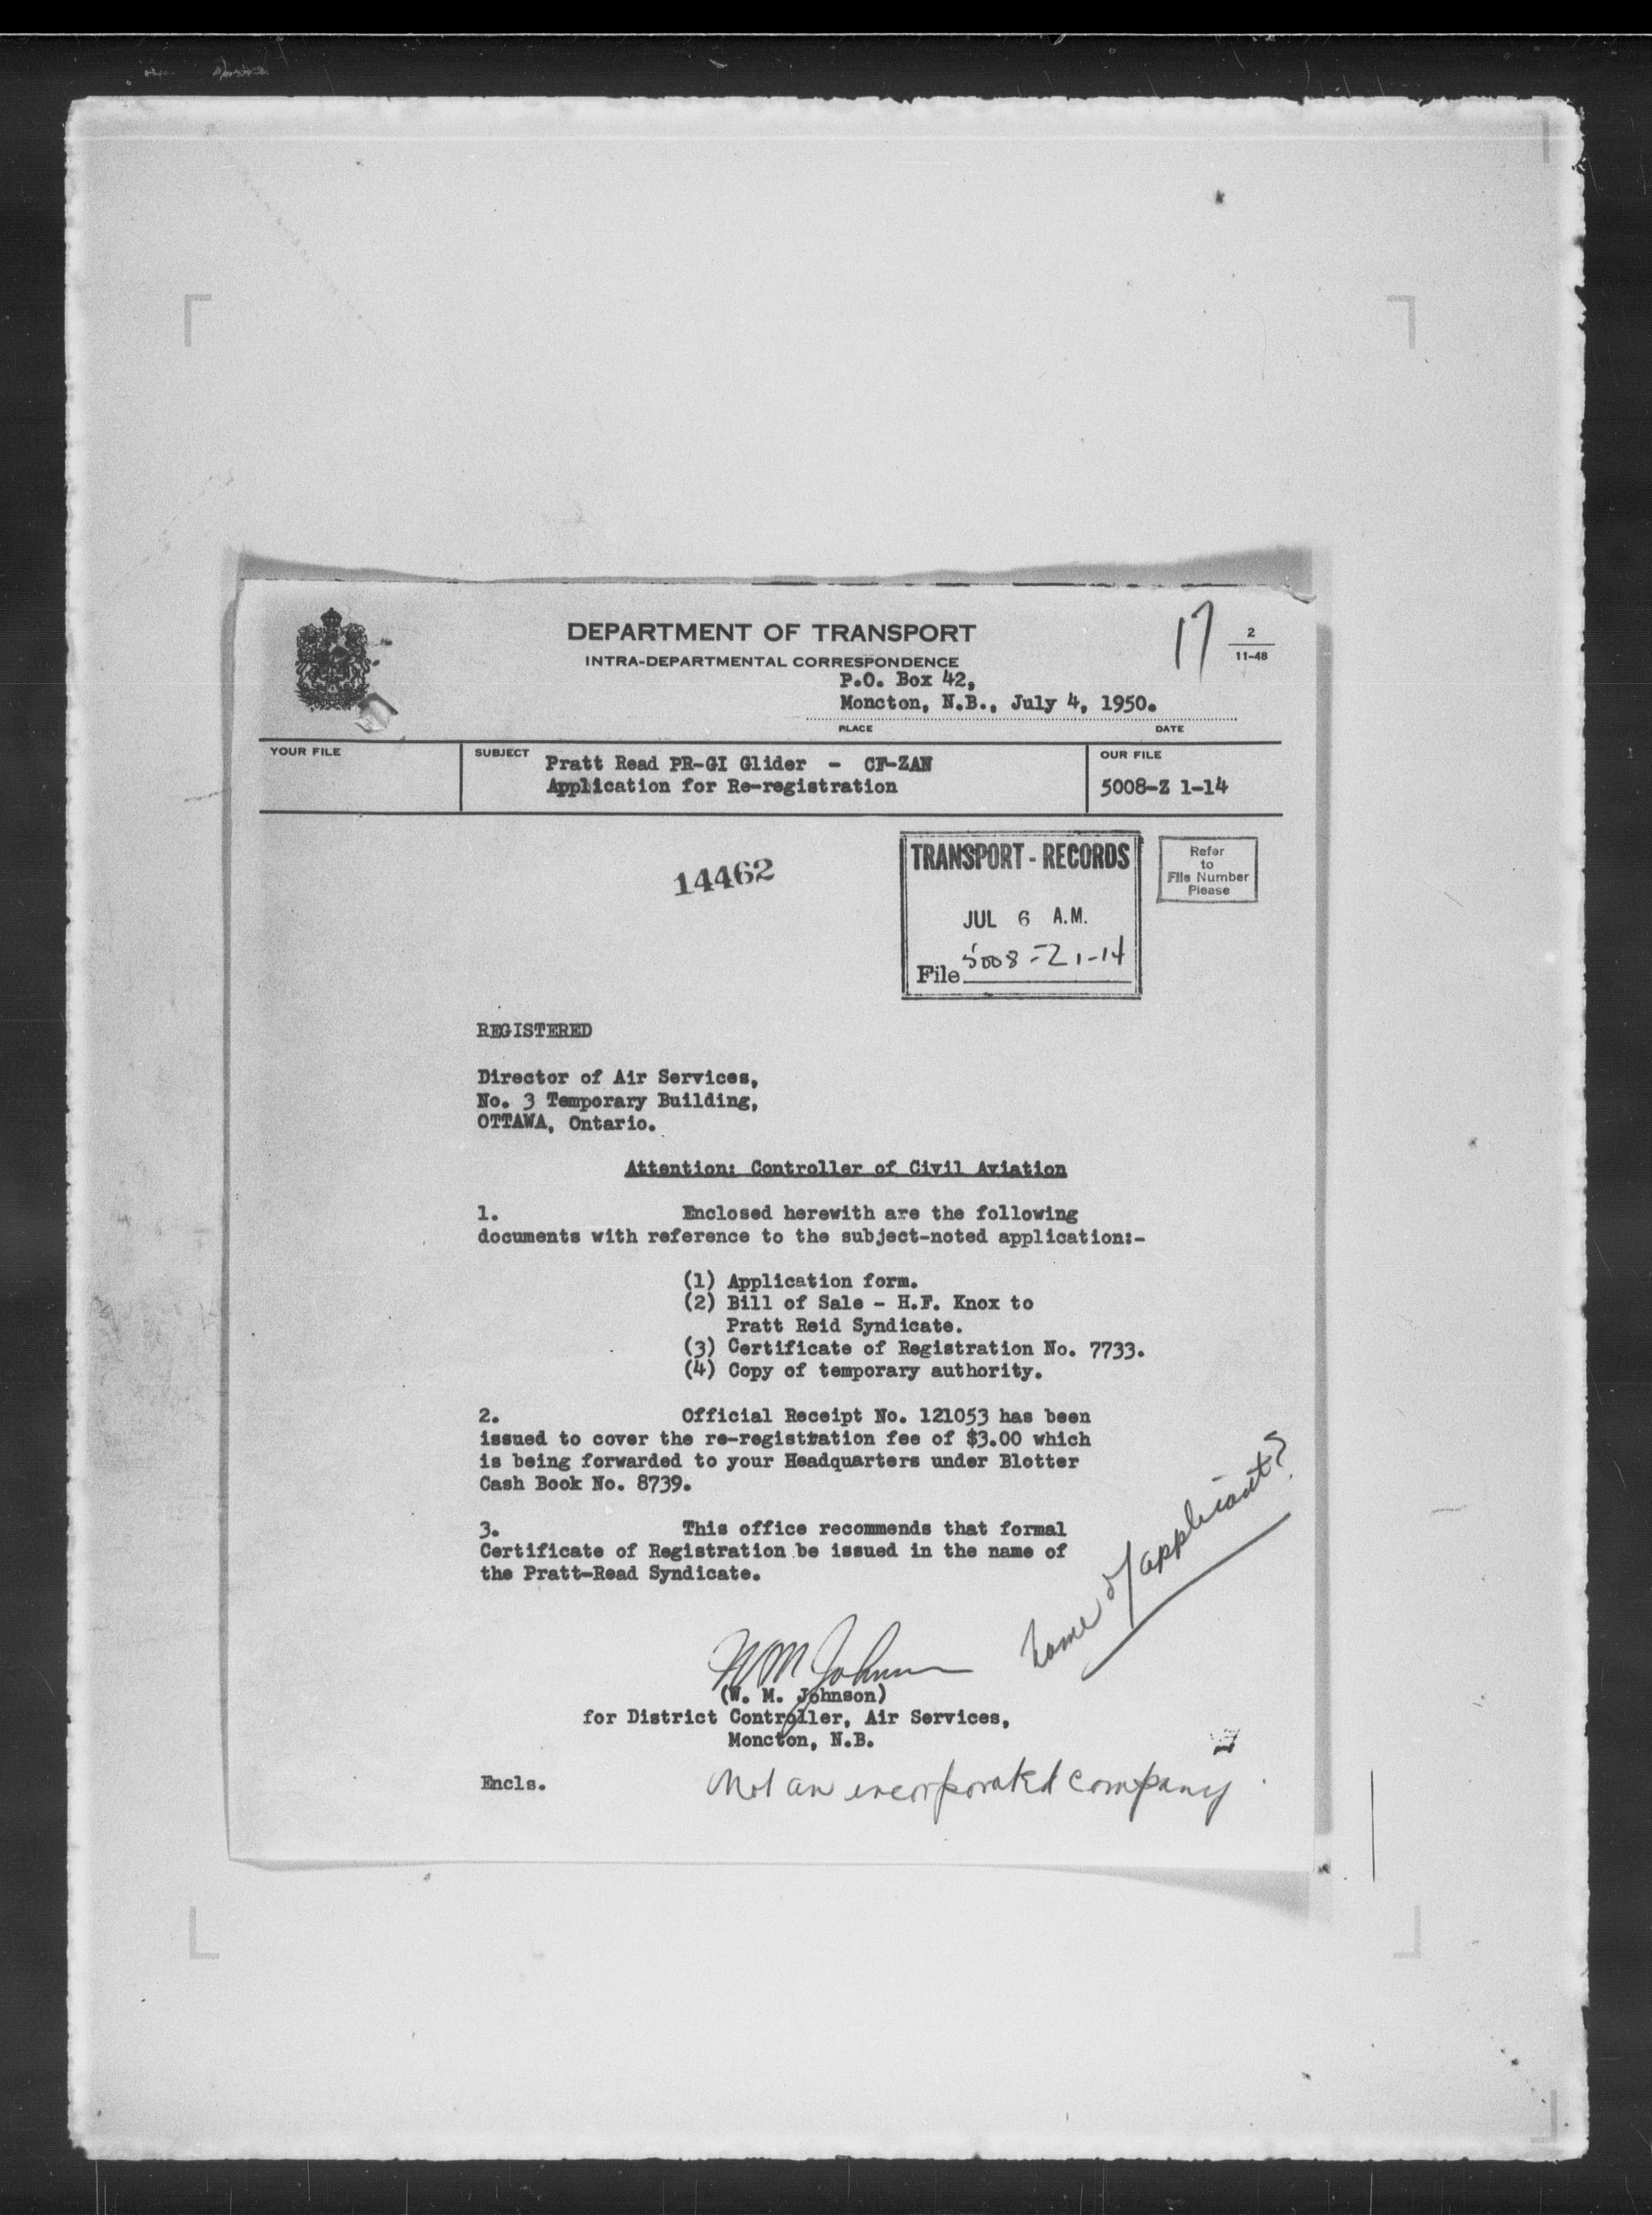 DEPARTMENT OF TRANSPORT
17
2
11-48
INTRA-DEPARTMENTAL CORRESPONDENCE
P.O. Box 42,
Moncton, N.B., July 4, 1950.
PLACE DATE
YOUR FILE
SUBJECT Pratt Read PR-GI Glider - CF-ZAN
Application for Re-registration
OUR FILE
5008-Z 1-14
14462
TRANSPORT - RECORDS
JUL 6 A.M.
File 5008-Z1-14
Refer
to
File Number
Please
REGISTERED
Director of Air Services,
No. 3 Temporary Building,
OTTAWA, Ontario.
Attention: Controller of Civil Aviation
1. Enclosed herewith are the following
documents with reference to the subject-noted application:-
(1) Application form.
(2) Bill of Sale - H.F. Knox to
Pratt Reid Syndicate.
(3) Certificate of Registration No. 7733.
(4) Copy of temporary authority.
2. Official Receipt No. 121053 has been
issued to cover the re-registration fee of $3.00 which
is being forwarded to your Headquarters under Blotter
Cash Book No. 8739.
3. This office recommends that formal
Certificate of Registration be issued in the name of
the Pratt-Read Syndicate.
name of applicant?
WM Johnson
(W. M. Johnson)
for District Controller, Air Services,
Moncton, N.B.
Encls.
Not an incorporated company